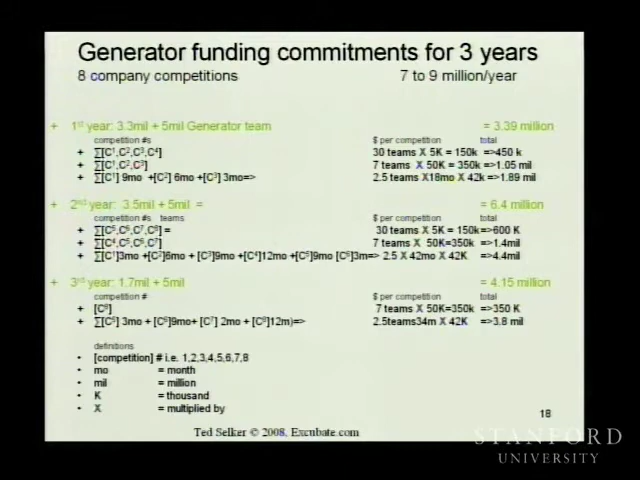 Generator funding commitments for 3 years
8 company competitions 7 to 9 million/year
+ 1st year: 3.3mil + 5mil Generator team = 3.39 million
competition #s $ per competition total
+ ∑[C¹,C²,C³,C⁴] 30 teams X 5K = 150k =>450 k
+ ∑[C¹,C²,C³] 7 teams X 50K = 350k =>1.05 mil
+ ∑[C¹] 9mo +[C²] 6mo +[C³] 3mo=> 2.5 teams X18mo X 42k =>1.89 mil
+ 2nd year: 3.5mil + 5mil = = 6.4 million
competition #s teams $ per competition total
+ ∑[C⁵,C⁶,C⁷,C⁸] = 30 teams X 5K = 150k=>600 K
+ ∑[C⁴,C⁵,C⁶,C⁷] 7 teams X 50K=350k =>1.4mil
+ ∑[C¹]3mo +[C²]6mo +[C³]9mo +[C⁴]12mo +[C⁵]9mo [C⁶]3m=> 2.5 X 42mo X 42K =>4.4mil
+ 3rd year: 1.7mil + 5mil = 4.15 million
competition # $ per competition total
+ [C⁸] 7 teams X 50K=350k =>350 K
+ ∑[C⁵] 3mo + [C⁶]9mo+ [C⁷] 2mo + [C⁸]12m)=> 2.5teams34m X 42K =>3.8 mil
definitions
• [competition] # i.e. 1,2,3,4,5,6,7,8
• mo = month
• mil = million
• K = thousand
• X = multiplied by
18
Ted Selker © 2008, Excubate.com
STANFORD
UNIVERSITY